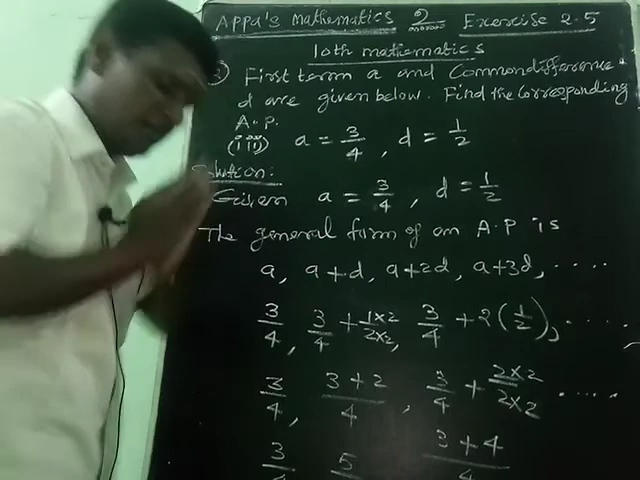 Appa's Mathematics 2 Exercise 2.5
10th mathematics
3) First term a and Common difference
d are given below. Find the Corresponding
A.P.
(iii) a = 3/4, d = 1/2
Solution:
Given a = 3/4, d = 1/2
The general form of an A.P is
a, a+d, a+2d, a+3d, ....
3/4, 3/4 + 1×2/2×2, 3/4 + 2(1/2), ....
3/4, 3+2/4, 3/4 + 2×2/2×2 ....
3/4 5 3+4/4